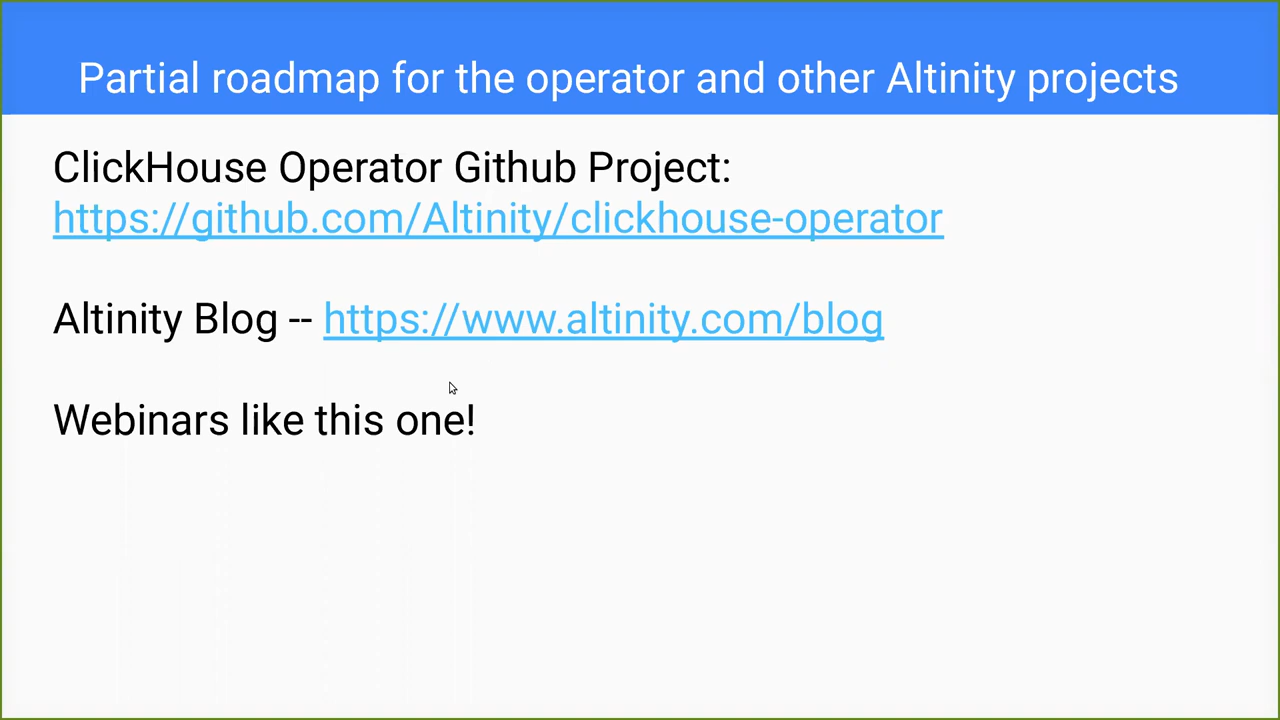 Partial roadmap for the operator and other Altinity projects
ClickHouse Operator Github Project:
https://github.com/Altinity/clickhouse-operator
Altinity Blog -- https://www.altinity.com/blog
Webinars like this one!